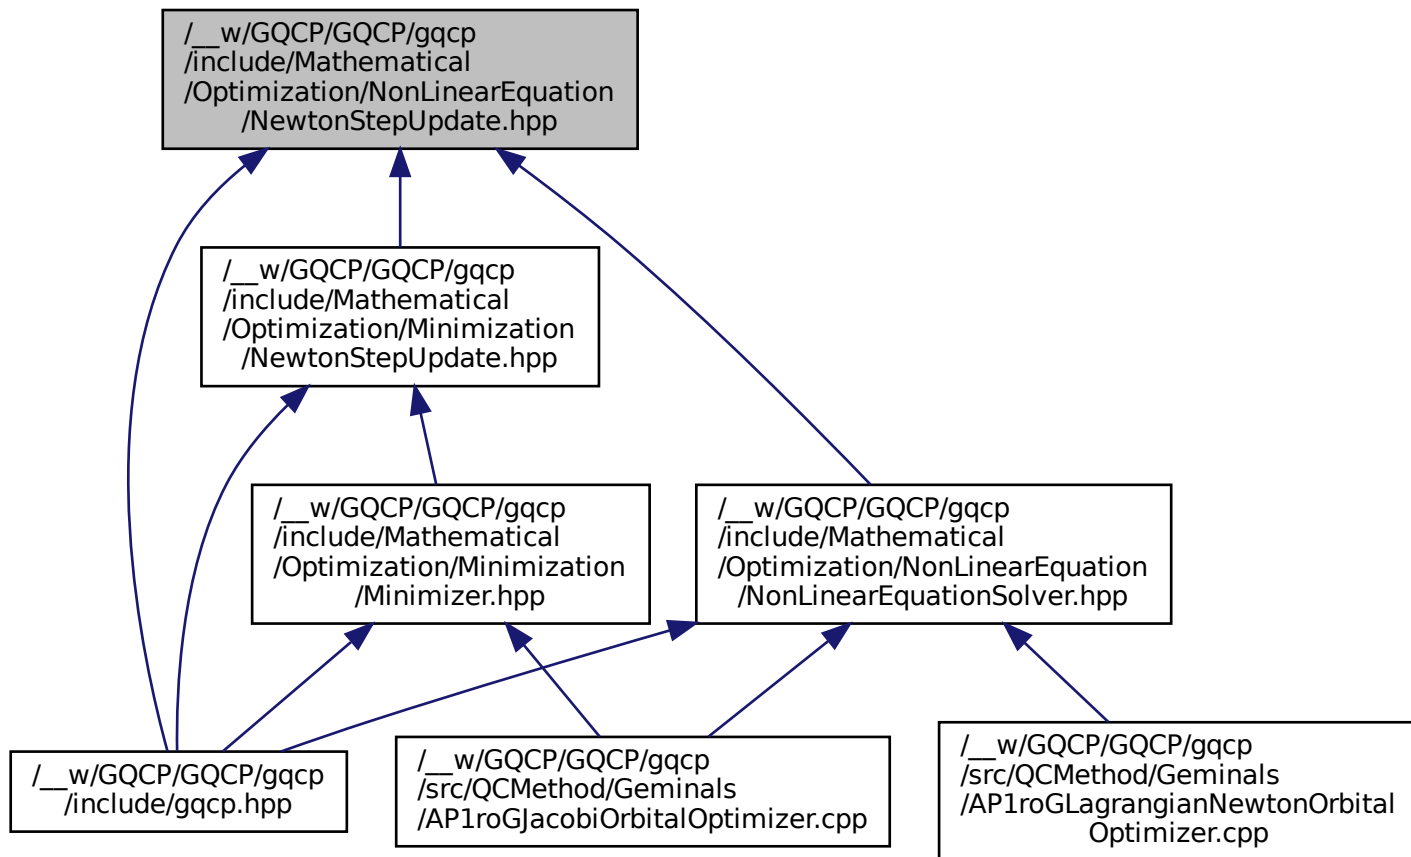 /__w/GQCP/GQCP/gqcp
/include/Mathematical
/Optimization/NonLinearEquation
/NewtonStepUpdate.hpp
/__w/GQCP/GQCP/gqcp
/include/Mathematical
/Optimization/Minimization
/NewtonStepUpdate.hpp
/__w/GQCP/GQCP/gqcp
/include/Mathematical
/Optimization/Minimization
/Minimizer.hpp
/__w/GQCP/GQCP/gqcp
/include/Mathematical
/Optimization/NonLinearEquation
/NonLinearEquationSolver.hpp
/__w/GQCP/GQCP/gqcp
/include/gqcp.hpp
/__w/GQCP/GQCP/gqcp
/src/QCMethod/Geminals
/AP1roGJacobiOrbitalOptimizer.cpp
/__w/GQCP/GQCP/gqcp
/src/QCMethod/Geminals
/AP1roGLagrangianNewtonOrbital
Optimizer.cpp